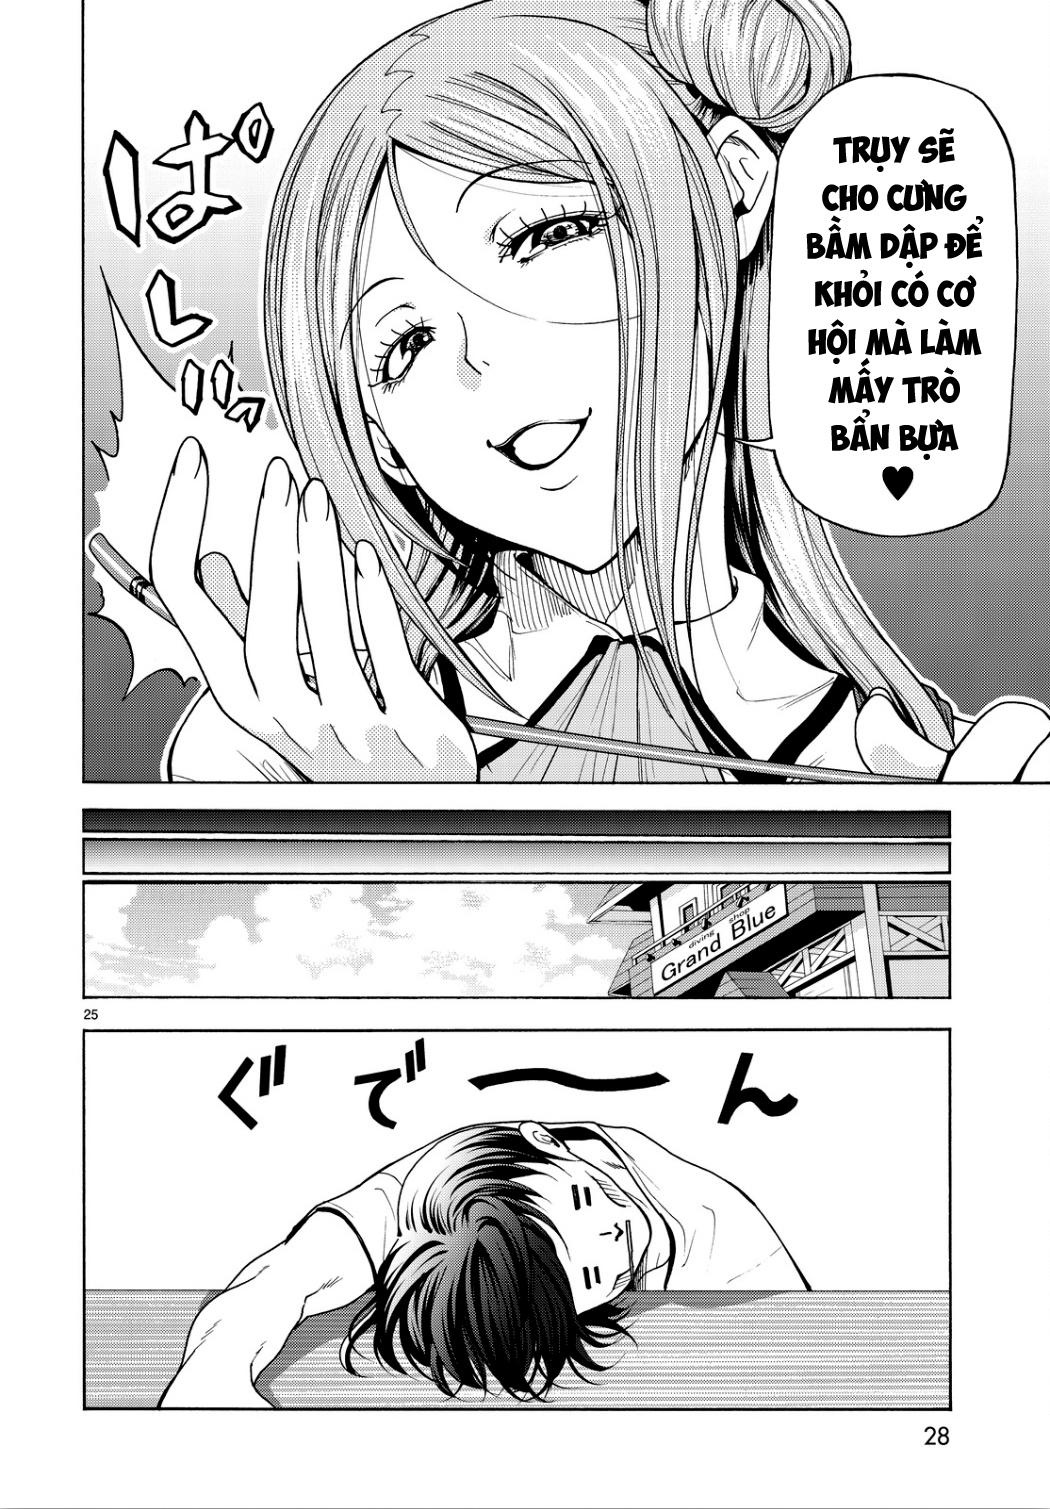 TRỤY SẼ
CHO CƯNG
BẦM DẬP ĐỂ
KHỎI CÓ CƠ
HỘI MÀ LÀM
MẤY TRÒ
BẨN BỰA
♥
ぱしッ
diving shop
Grand Blue
25
ぐでーん
28